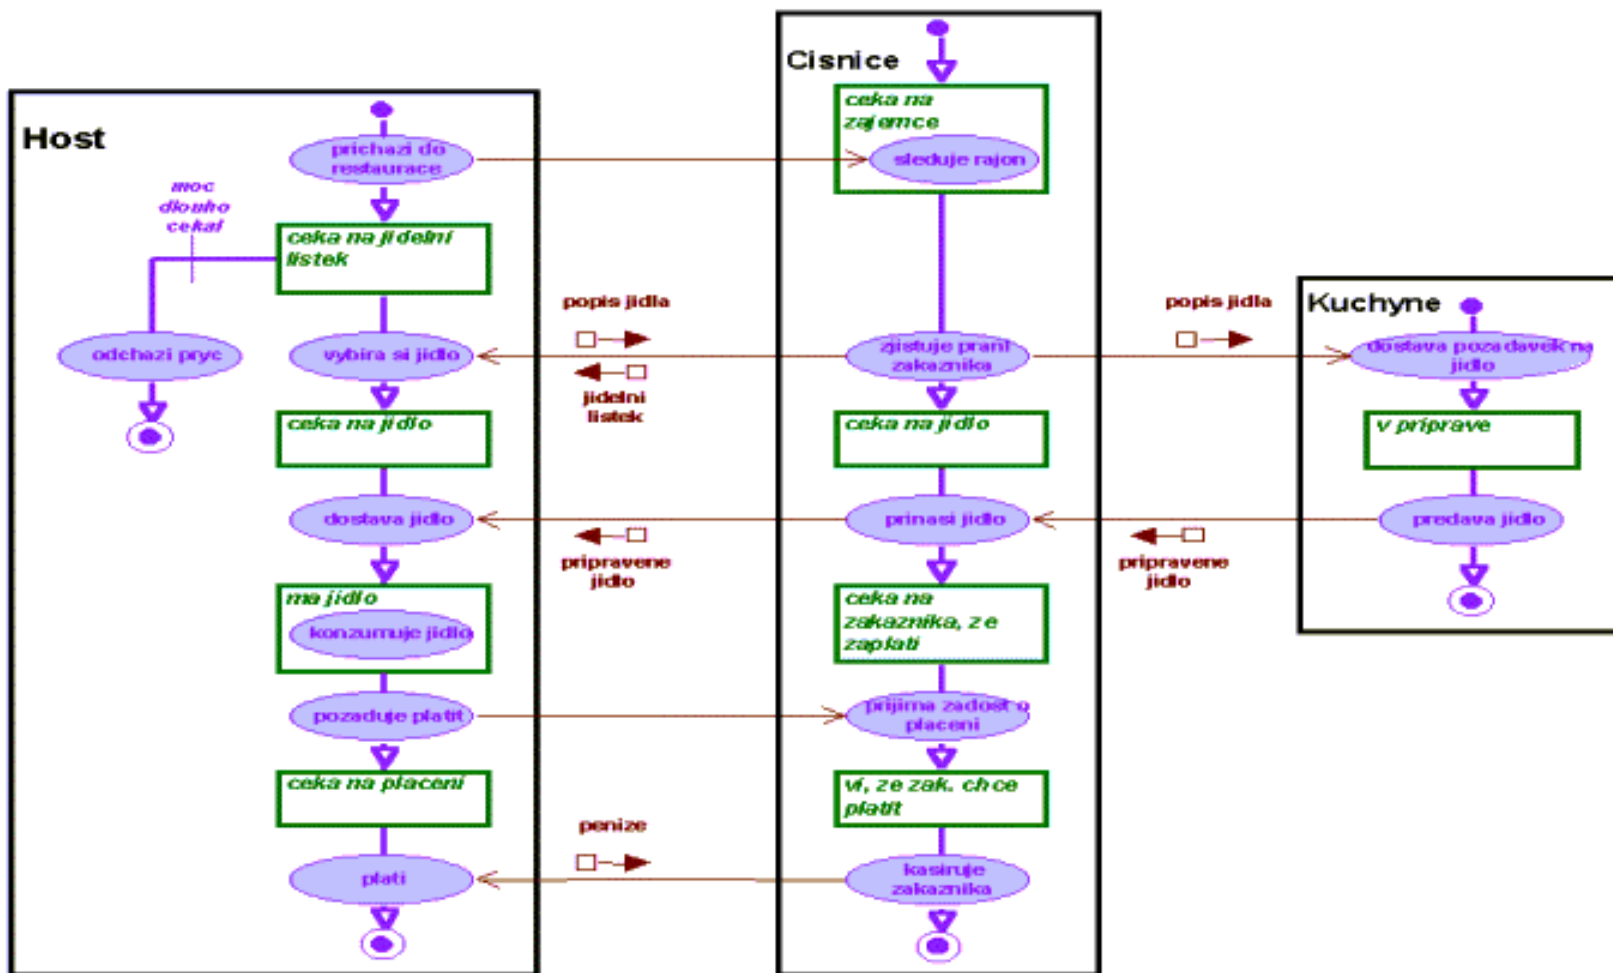 Host
prichazi do
restaurace
moc
dlouho
cekal
ceka na jidelni
listek
odchazi pryc
vybira si jidlo
ceka na jidlo
dostava jidlo
ma jidlo
konzumuje jidlo
pozaduje platit
ceka na placeni
plati
popis jidla
jidelni
listek
pripravene
jidlo
penize
Cisnice
ceka na
zajemce
sleduje rajon
zjistuje prani
zakaznika
ceka na jidlo
prinasi jidlo
ceka na
zakaznika, ze
zaplati
prijima zadost o
placeni
vi, ze zak. chce
platit
kasiruje
zakaznika
popis jidla
pripravene
jidlo
Kuchyne
dostava pozadavek na
jidlo
v priprave
predava jidlo